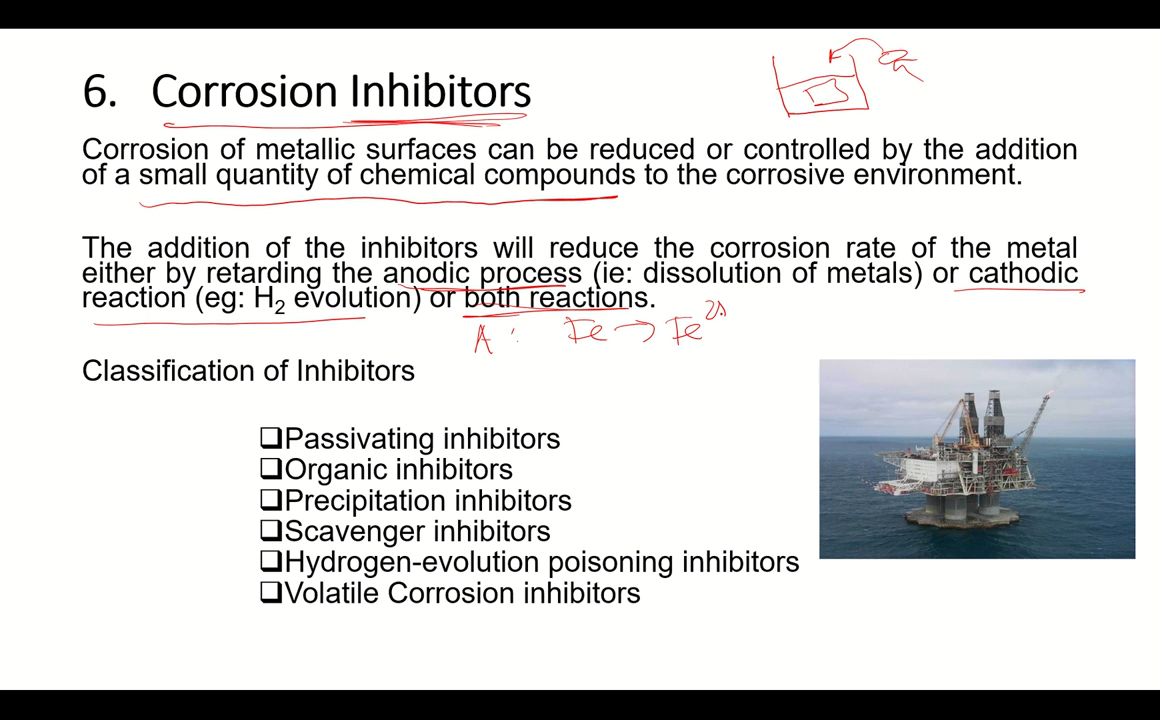 6. Corrosion Inhibitors
Corrosion of metallic surfaces can be reduced or controlled by the addition
of a small quantity of chemical compounds to the corrosive environment.
The addition of the inhibitors will reduce the corrosion rate of the metal
either by retarding the anodic process (ie: dissolution of metals) or cathodic
reaction (eg: H₂ evolution) or both reactions.
A : Fe → Fe
Classification of Inhibitors
❑Passivating inhibitors
❑Organic inhibitors
❑Precipitation inhibitors
❑Scavenger inhibitors
❑Hydrogen-evolution poisoning inhibitors
❑Volatile Corrosion inhibitors